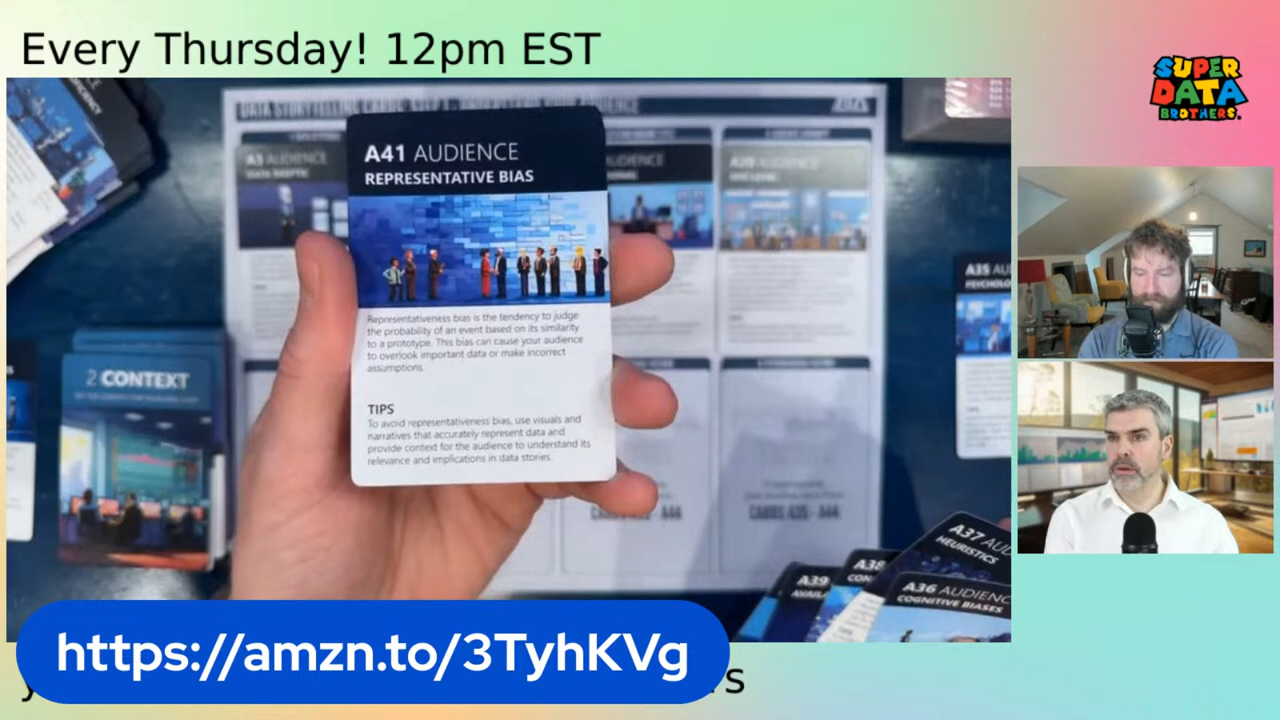 Every Thursday! 12pm EST
SUPER
DATA
BROTHERS.
A41 AUDIENCE
REPRESENTATIVE BIAS
Representativeness bias is the tendency to judge
the probability of an event based on its similarity
to a prototype. This bias can cause your audience
to overlook important data or make incorrect
assumptions.
TIPS
To avoid representativeness bias, use visuals and
narratives that accurately represent data and
provide context for the audience to understand its
relevance and implications in data stories.
A3 AUDIENCE
A20 AUDIENCE
2 CONTEXT
CARDS A35 - A44
A37 AUD
HEURISTICS
A38
A39
A36 AUDIENC
COGNITIVE BIASES
https://amzn.to/3TyhKVg